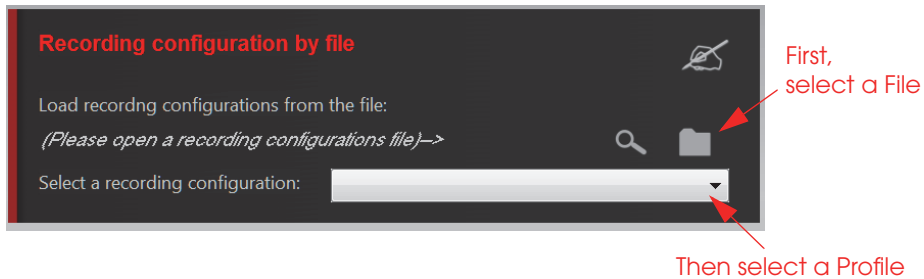 Recording configuration by file
First,
select a File
Load recordng configurations from the file:
(Please open a recording configurations file)-->
Select a recording configuration:
Then select a Profile